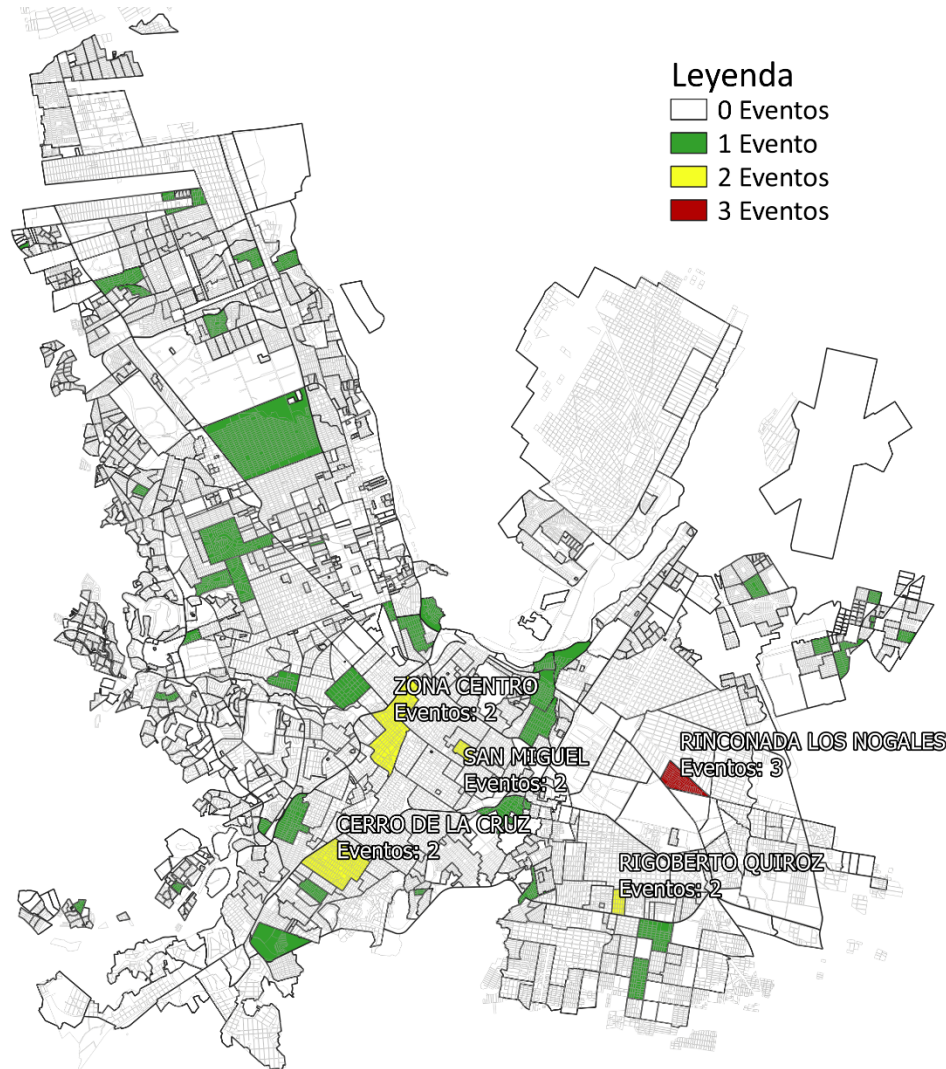 Leyenda
0 Eventos
1 Evento
2 Eventos
3 Eventos
ZONA CENTRO
Eventos: 2
SAN MIGUEL
Eventos: 2
RINCONADA LOS NOGALES
Eventos: 3
CERRO DE LA CRUZ
Eventos: 2
RIGOBERTO QUIROZ
Eventos: 2